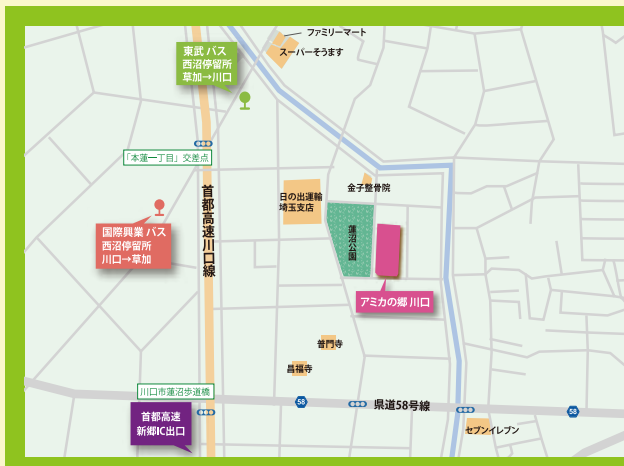 ファミリーマート
スーパーそうます
東武 バス
西沼停留所
草加→川口
「本蓮一丁目」交差点
首都高速川口線
日の出運輸
埼玉支店
金子整骨院
蓮沼公園
国際興業 バス
西沼停留所
川口→草加
アミカの郷 川口
普門寺
昌福寺
川口市蓮沼歩道橋
58
県道58号線
58
首都高速
新郷IC出口
セブンイレブン